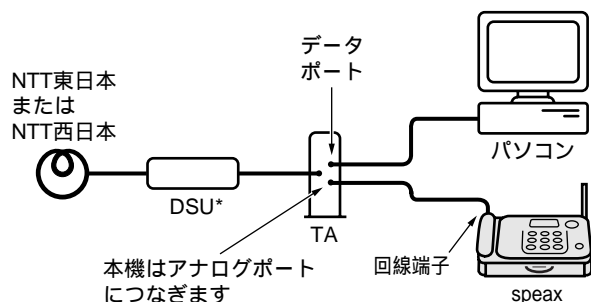 データ
ポート
NTT東日本
または
NTT西日本
パソコン
DSU*
TA
本機はアナログポート
につなぎます
回線端子
speax